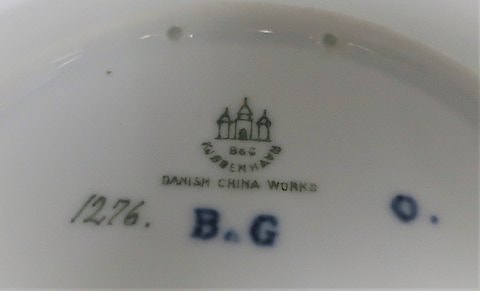 B&G
KJØBENHAVN
DANISH CHINA WORKS
1276.
B&G
O.